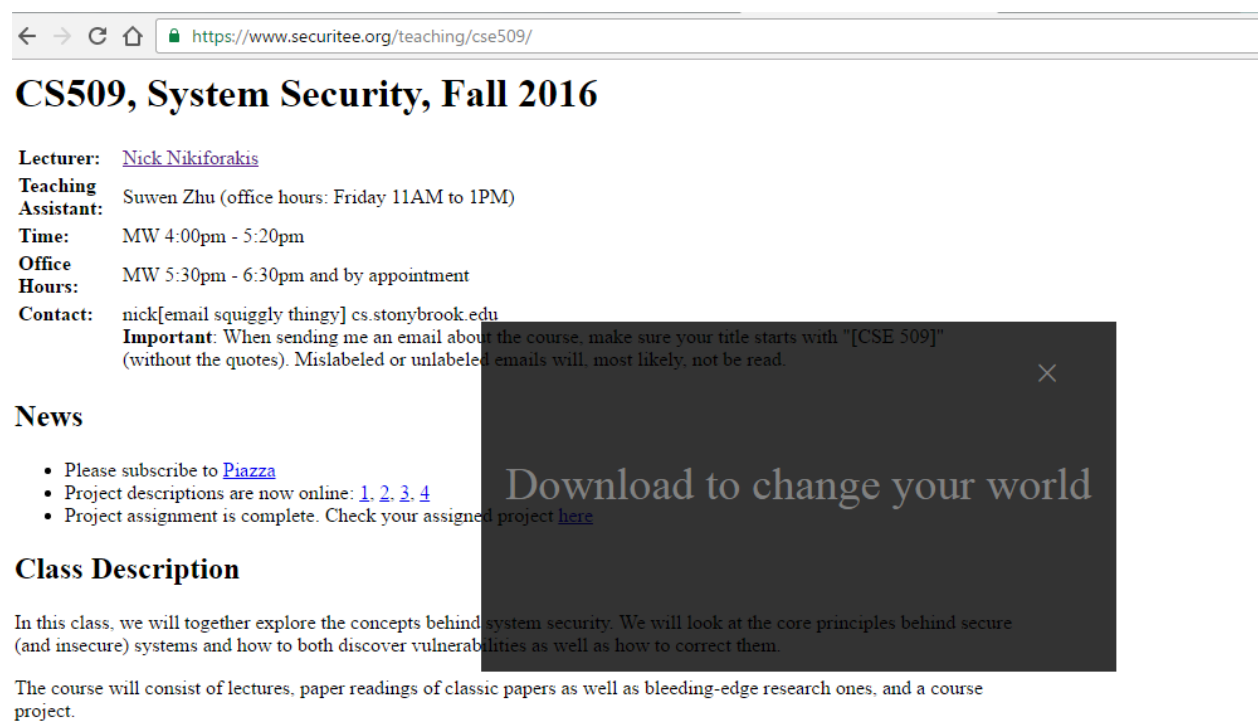 https://www.securitee.org/teaching/cse509/
CS509, System Security, Fall 2016
Lecturer: Nick Nikiforakis
Teaching Assistant: Suwen Zhu (office hours: Friday 11AM to 1PM)
Time: MW 4:00pm - 5:20pm
Office Hours: MW 5:30pm - 6:30pm and by appointment
Contact: nick[email squiggly thingy] cs.stonybrook.edu
Important: When sending me an email about the course, make sure your title starts with "[CSE 509]"
(without the quotes). Mislabeled or unlabeled emails will, most likely, not be read.
News
• Please subscribe to Piazza
• Project descriptions are now online: 1, 2, 3, 4
• Project assignment is complete. Check your assigned project here
Download to change your world
Class Description
In this class, we will together explore the concepts behind system security. We will look at the core principles behind secure
(and insecure) systems and how to both discover vulnerabilities as well as how to correct them.
The course will consist of lectures, paper readings of classic papers as well as bleeding-edge research ones, and a course
project.